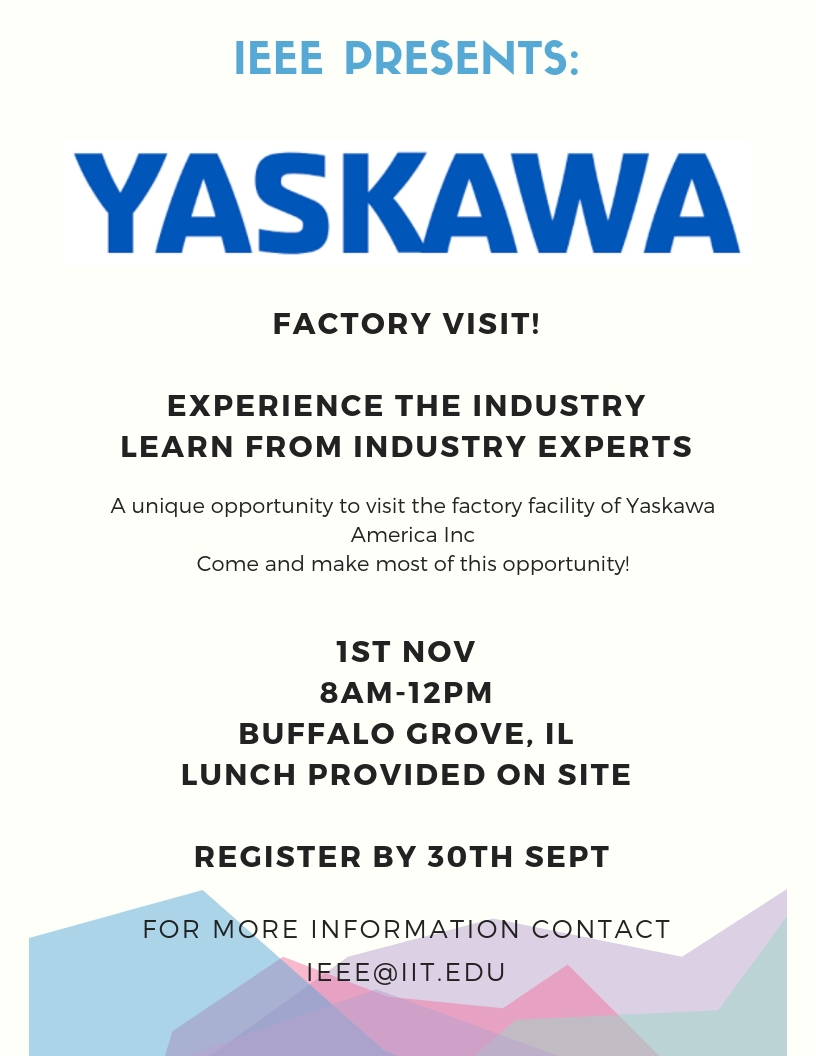 IEEE PRESENTS:
YASKAWA
FACTORY VISIT!
EXPERIENCE THE INDUSTRY
LEARN FROM INDUSTRY EXPERTS
A unique opportunity to visit the factory facility of Yaskawa
America Inc
Come and make most of this opportunity!
1ST NOV
8AM-12PM
BUFFALO GROVE, IL
LUNCH PROVIDED ON SITE
REGISTER BY 30TH SEPT
FOR MORE INFORMATION CONTACT
IEEE@IIT.EDU